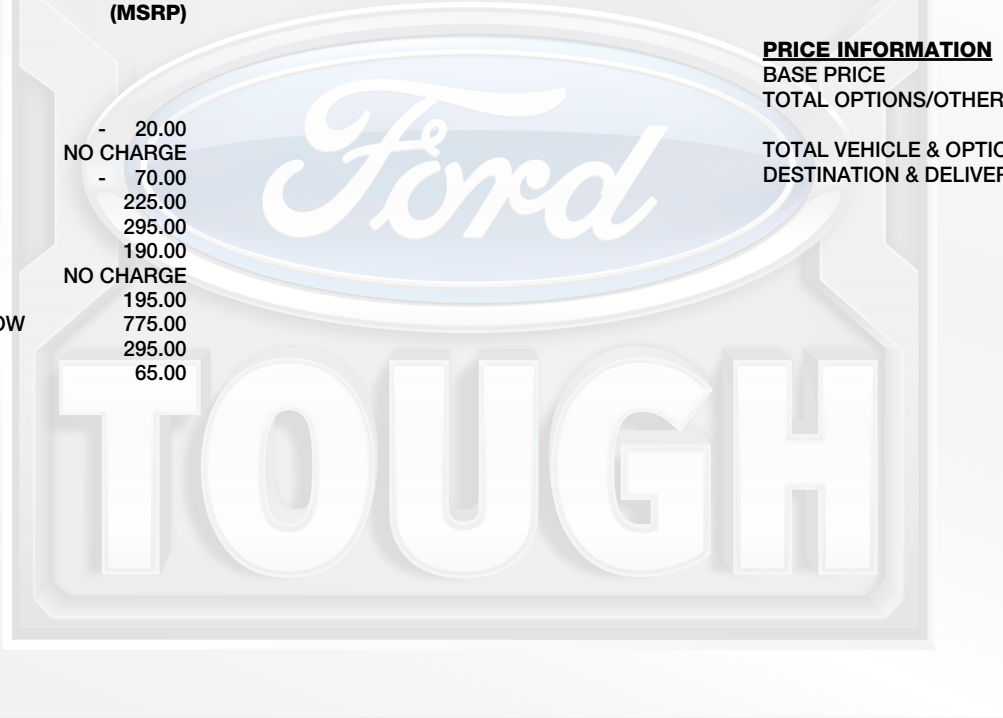 (MSRP)
- 20.00
NO CHARGE
- 70.00
225.00
295.00
190.00
NO CHARGE
195.00
OW 775.00
295.00
65.00
PRICE INFORMATION
BASE PRICE
TOTAL OPTIONS/OTHER
TOTAL VEHICLE & OPTIO
DESTINATION & DELIVER
Ford
TOUGH